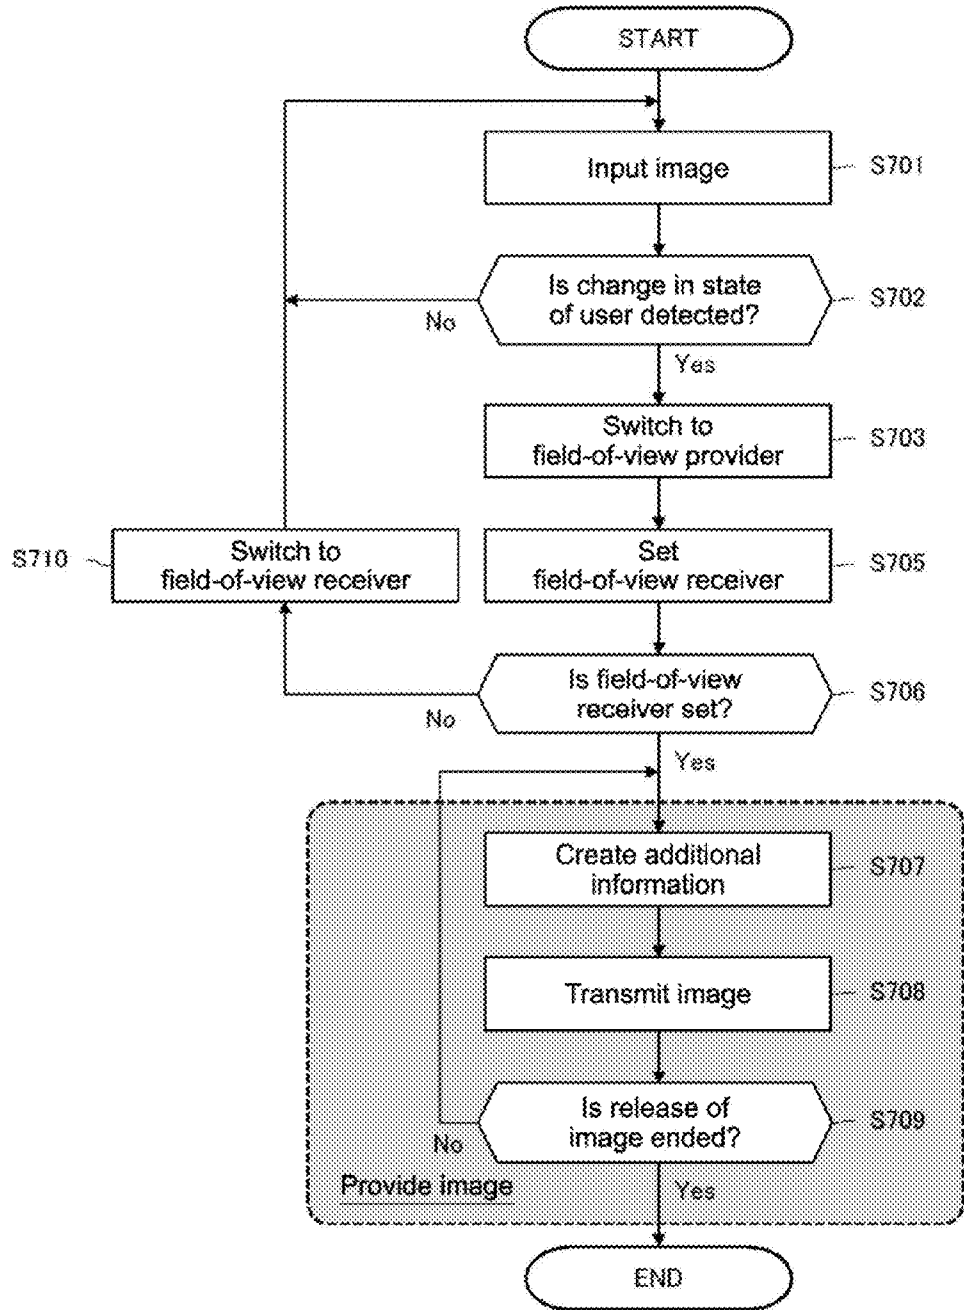 START
Input image
S701
Is change in state
of user detected?
S702
No
Yes
Switch to
field-of-view provider
S703
S710
Switch to
field-of-view receiver
Set
field-of-view receiver
S705
Is field-of-view
receiver set?
S706
No
Yes
Create additional
information
S707
Transmit image
S708
Is release of
image ended?
S709
No
Provide image
Yes
END